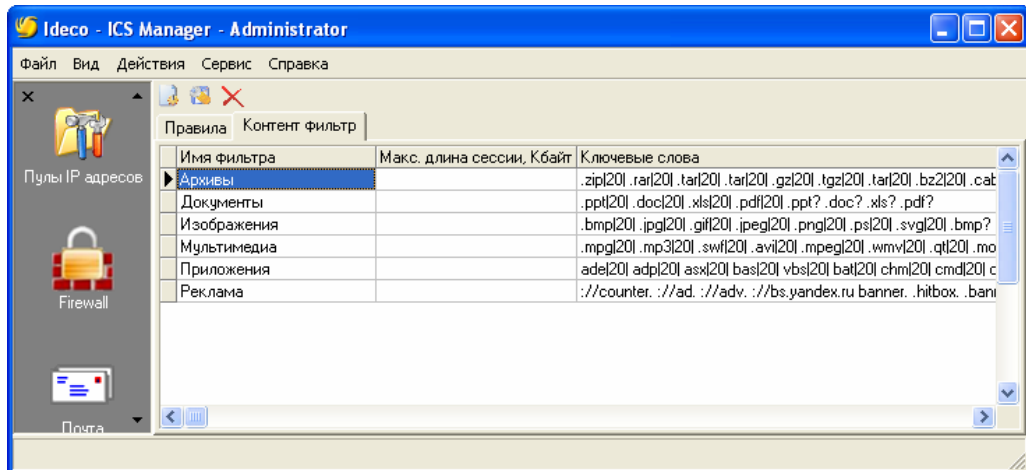 Ideco - ICS Manager - Administrator
Файл Вид Действия Сервис Справка
Правила Контент фильтр
Имя фильтра Макс. длина сессии, Кбайт Ключевые слова
Архивы .zip|20| .rar|20| .tar|20| .tar|20| .gz|20| .tgz|20| .tar|20| .bz2|20| .cab
Документы .ppt|20| .doc|20| .xls|20| .pdf|20| .ppt? .doc? .xls? .pdf?
Изображения .bmp|20| .jpg|20| .gif|20| .jpeg|20| .png|20| .ps|20| .svg|20| .bmp?
Мультимедиа .mpg|20| .mp3|20| .swf|20| .avi|20| .mpeg|20| .wmv|20| .qt|20| .mo
Приложения ade|20| adp|20| asx|20| bas|20| vbs|20| bat|20| chm|20| cmd|20| c
Реклама ://counter. ://ad. ://adv. ://bs.yandex.ru banner. .hitbox. .bann
Пулы IP адресов
Firewall
Почта